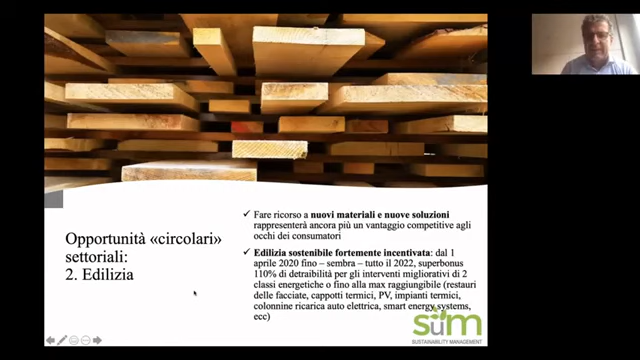 Opportunità «circolari»
settoriali:
2. Edilizia
✓ Fare ricorso a nuovi materiali e nuove soluzioni
rappresenterà ancora più un vantaggio competitive agli
occhi dei consumatori
✓ Edilizia sostenibile fortemente incentivata: dal 1
aprile 2020 fino – sembra – tutto il 2022, superbonus
110% di detraibilità per gli interventi migliorativi di 2
classi energetiche o fino alla max raggiungibile (restauri
delle facciate, cappotti termici, PV, impianti termici,
colonnine ricarica auto elettrica, smart energy systems,
ecc)
sum
SUSTAINABILITY MANAGEMENT